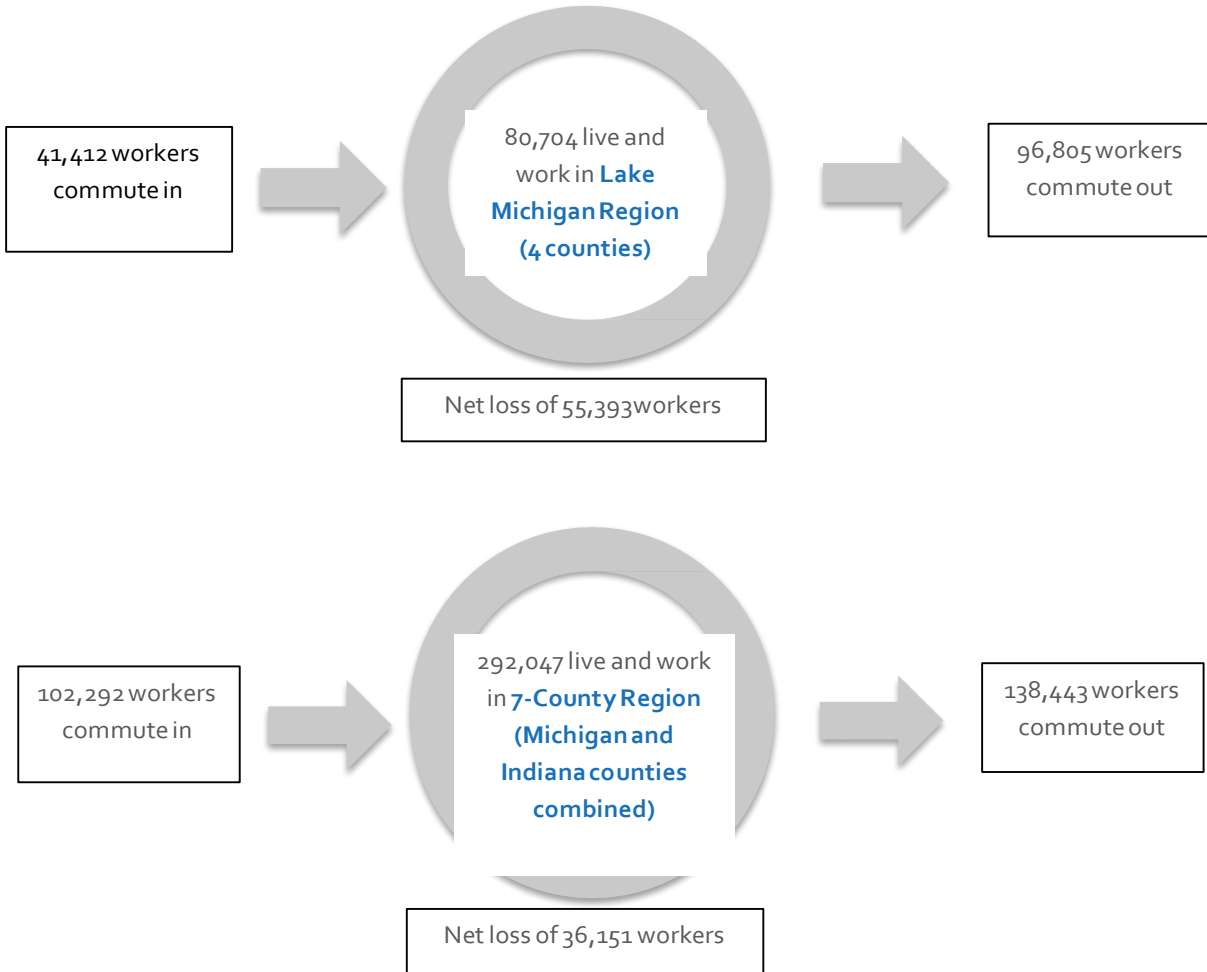 41,412 workers
commute in
80,704 live and
work in Lake
Michigan Region
(4 counties)
96,805 workers
commute out
Net loss of 55,393 workers
102,292 workers
commute in
292,047 live and work
in 7-County Region
(Michigan and
Indiana counties
combined)
138,443 workers
commute out
Net loss of 36,151 workers